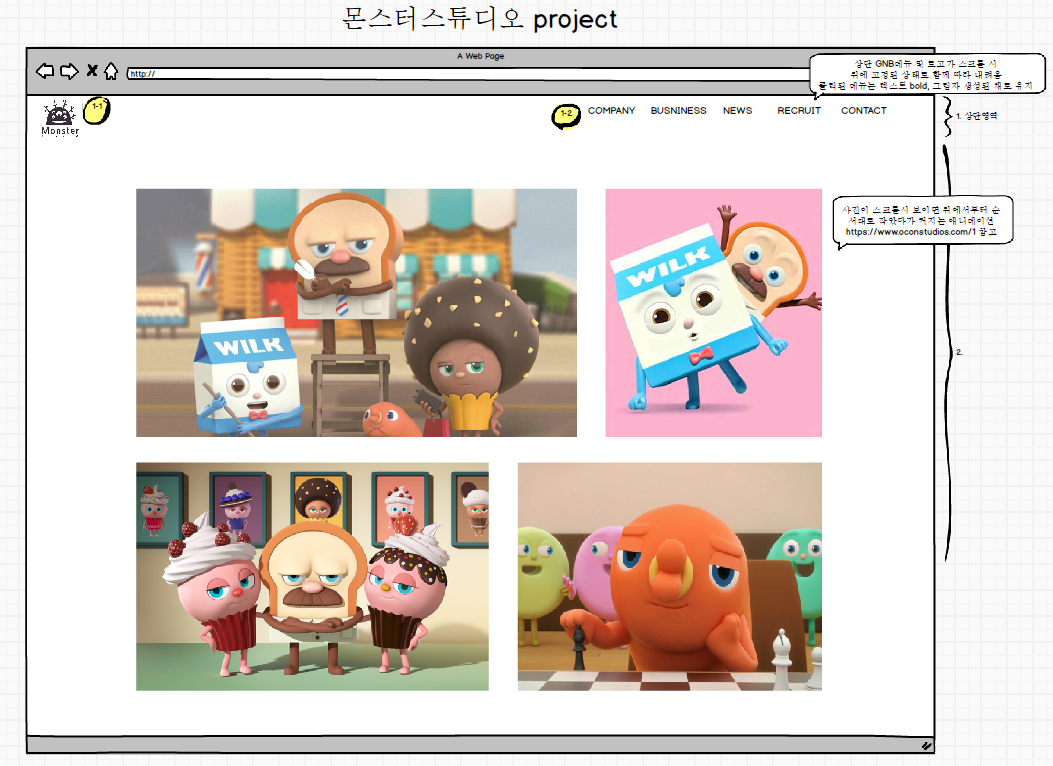 몬스터스튜디오 project
A Web Page
http://
상단 GNB메뉴 및 로고가 스크롤 시
위에 고정된 상태로 함께 따라 내려옴
클릭된 메뉴는 텍스트 bold, 그림자 생성된 채로 유지
Monster
1-1
1-2
COMPANY BUSNINESS NEWS RECRUIT CONTACT
1. 상단영역
사진이 스크롤시 보이면 위에서부터 순
서대로 작았다가 커지는 애니메이션
https://www.oconstudios.com/1 참고
WILK
WILK
2.